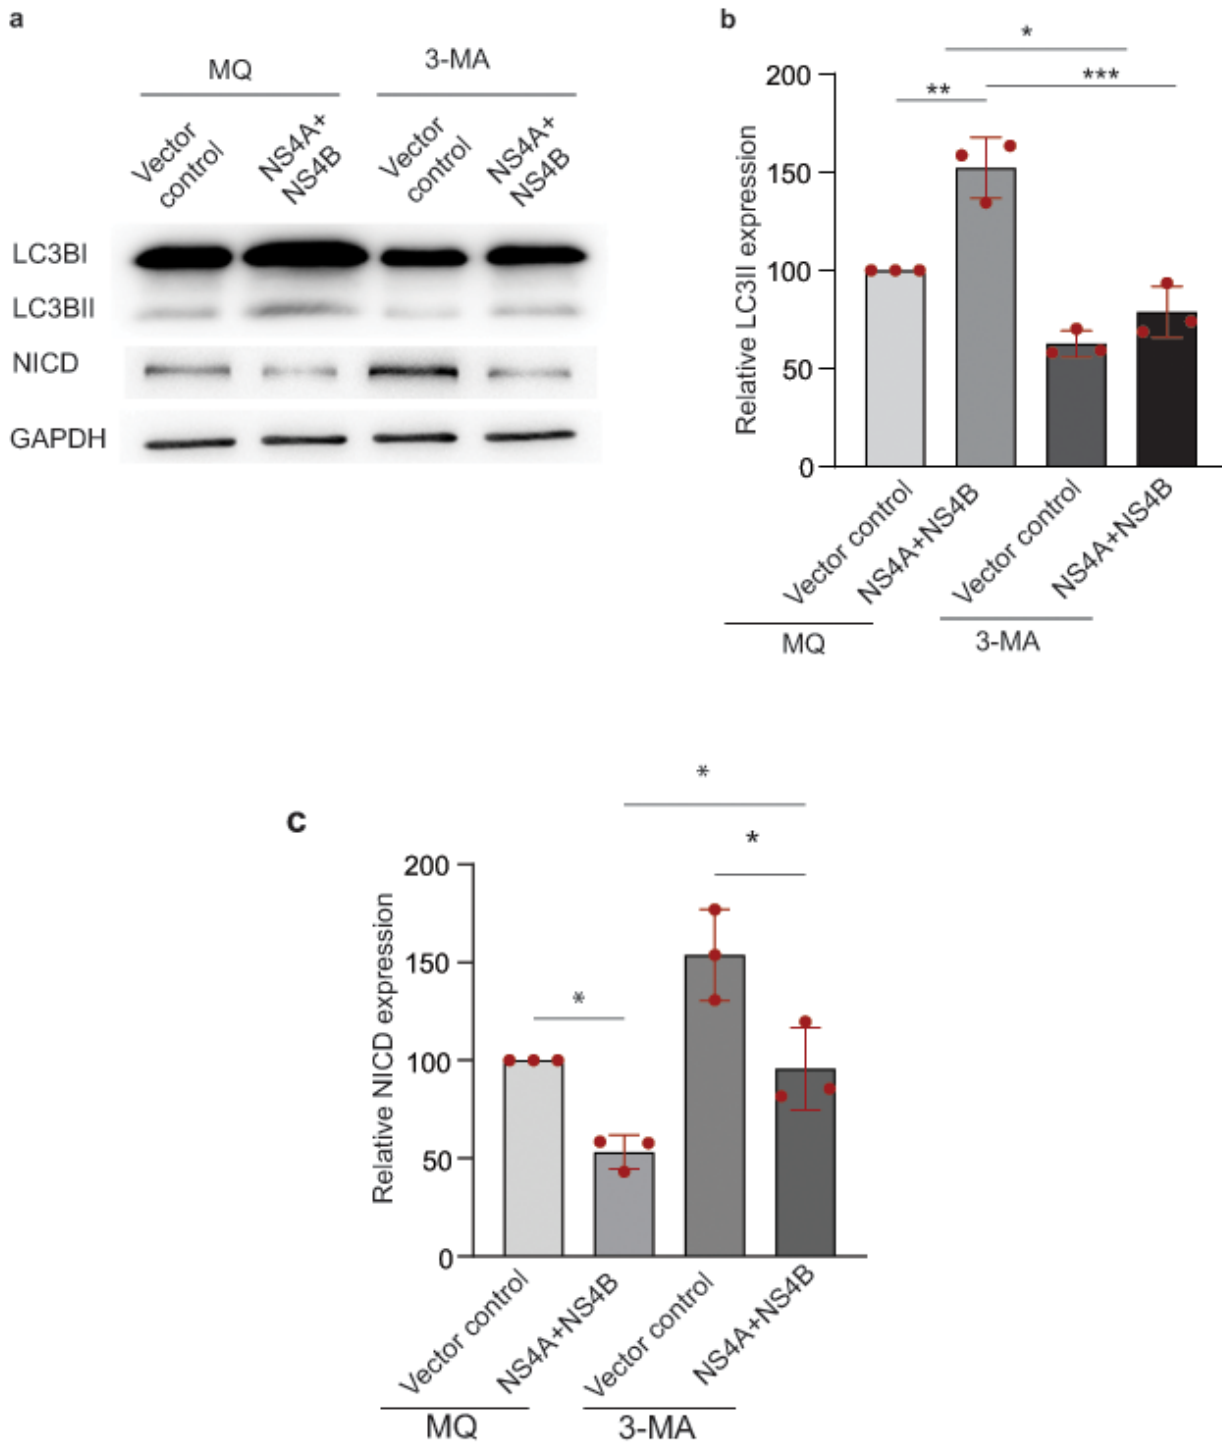 a
MQ
3-MA
Vector
control
NS4A+
NS4B
Vector
control
NS4A+
NS4B
LC3BI
LC3BII
NICD
GAPDH
b
*
**
***
Relative LC3II expression
200
150
100
50
0
Vector control
NS4A+NS4B
Vector control
NS4A+NS4B
MQ
3-MA
c
*
*
*
Relative NICD expression
200
150
100
50
0
Vector control
NS4A+NS4B
Vector control
NS4A+NS4B
MQ
3-MA